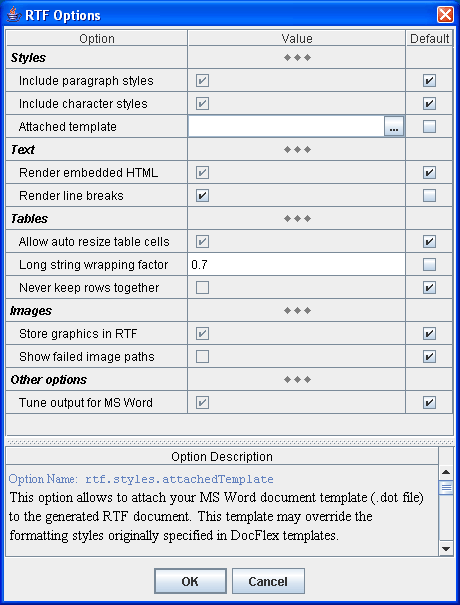 RTF Options
Option Value Default
Styles
Include paragraph styles
Include character styles
Attached template ...
Text
Render embedded HTML
Render line breaks
Tables
Allow auto resize table cells
Long string wrapping factor 0.7
Never keep rows together
Images
Store graphics in RTF
Show failed image paths
Other options
Tune output for MS Word
Option Description
Option Name: rtf.styles.attachedTemplate
This option allows to attach your MS Word document template (.dot file)
to the generated RTF document. This template may override the
formatting styles originally specified in DocFlex templates.
OK Cancel